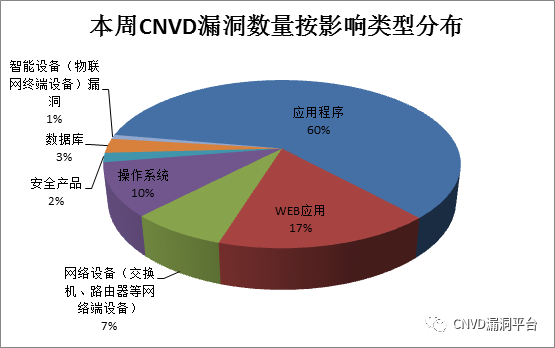 本周CNVD漏洞数量按影响类型分布
智能设备（物联
网终端设备）漏
洞
1%
数据库
3%
安全产品
2%
操作系统
10%
网络设备（交换
机、路由器等网
络端设备）
7%
WEB应用
17%
应用程序
60%
CNVD漏洞平台